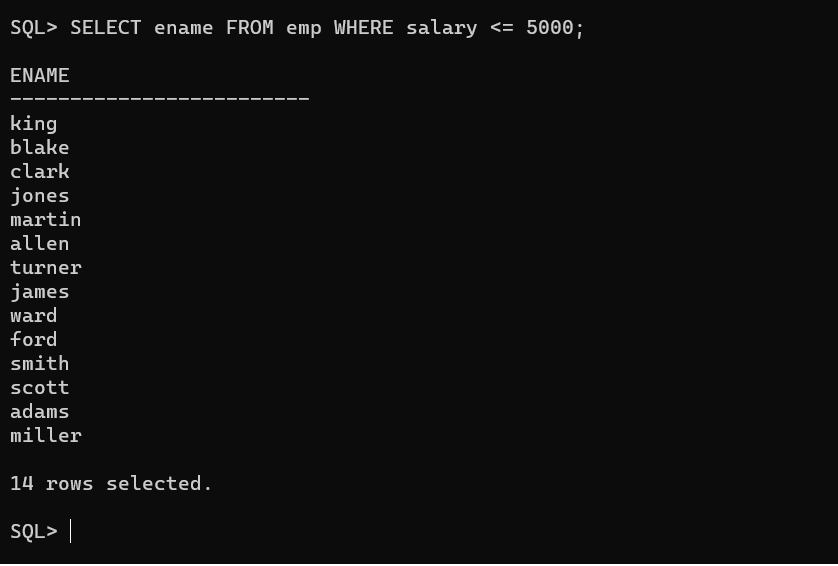 SQL> SELECT ename FROM emp WHERE salary <= 5000;
ENAME
-------------------------
king
blake
clark
jones
martin
allen
turner
james
ward
ford
smith
scott
adams
miller
14 rows selected.
SQL>